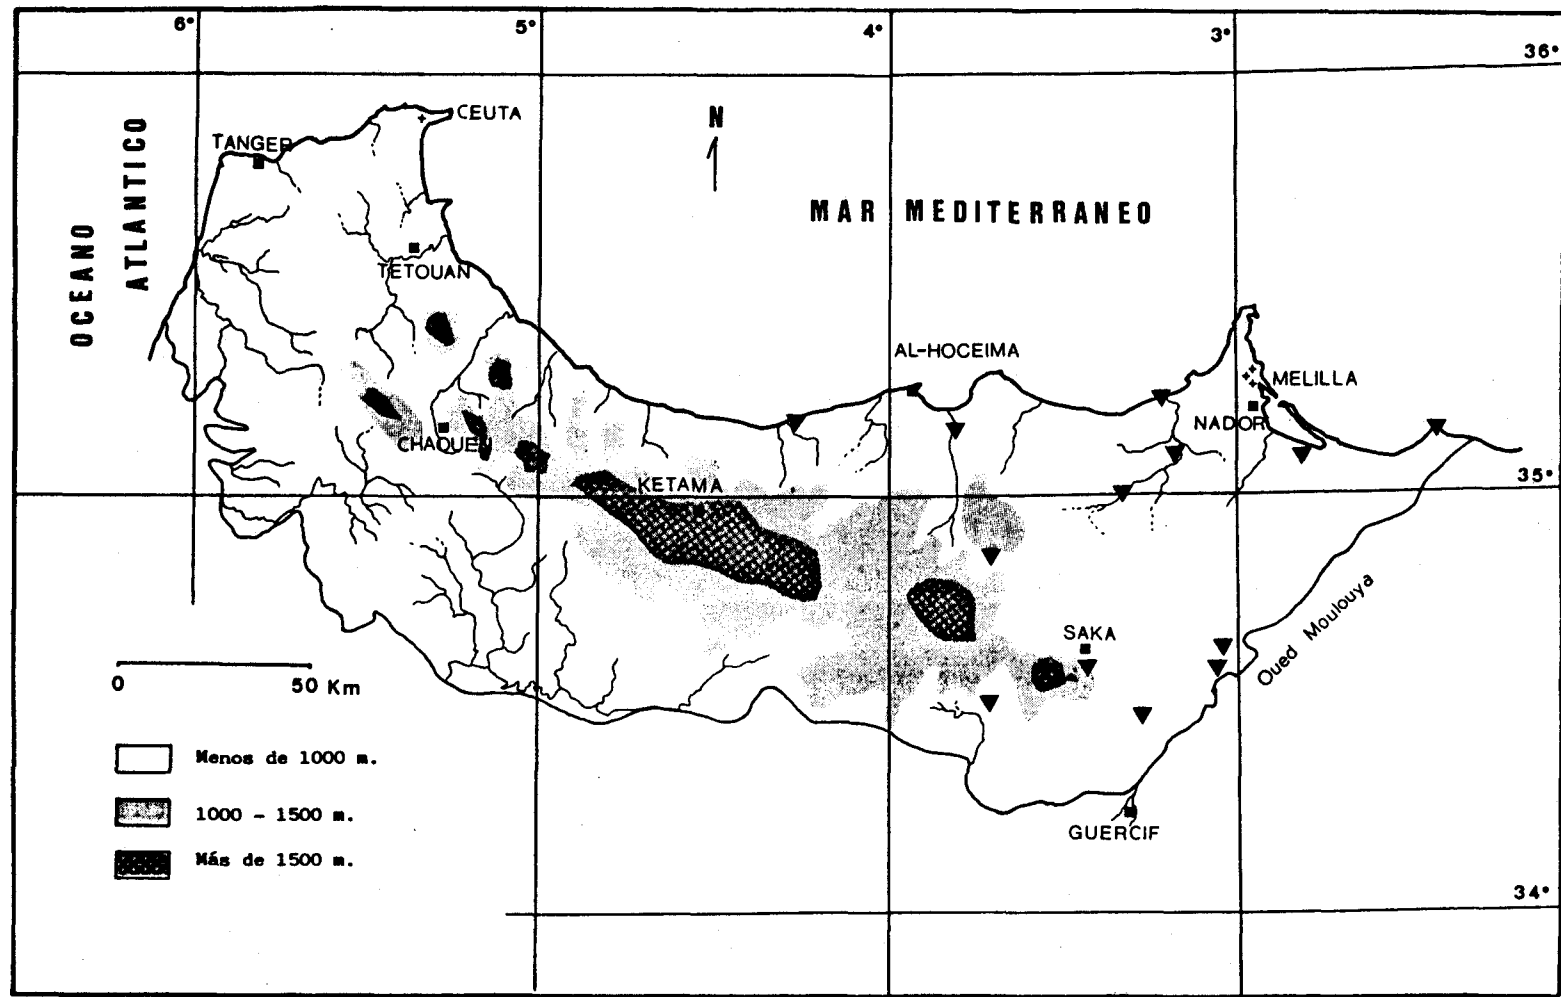 6°
5°
4°
3°
36°
CEUTA
TANGER
N
OCEANO
ATLANTICO
MAR MEDITERRANEO
TETOUAN
AL-HOCEIMA
MELILLA
NADOR
CHAOUEN
KETAMA
35°
SAKA
Oued Moulouya
0 50 Km
Menos de 1000 m.
1000 - 1500 m.
Más de 1500 m.
GUERCIF
34°